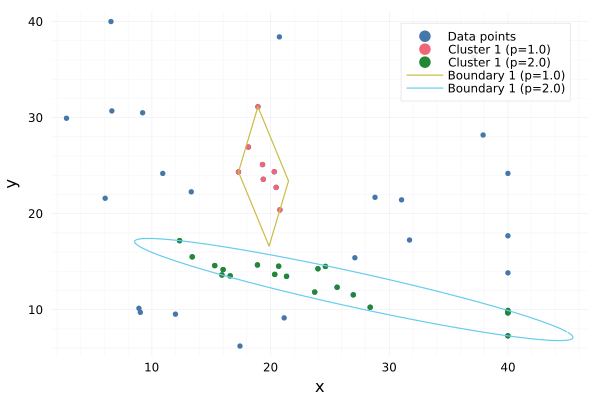 40
30
20
10
y
Data points
Cluster 1 (p=1.0)
Cluster 1 (p=2.0)
Boundary 1 (p=1.0)
Boundary 1 (p=2.0)
10 20 30 40
x